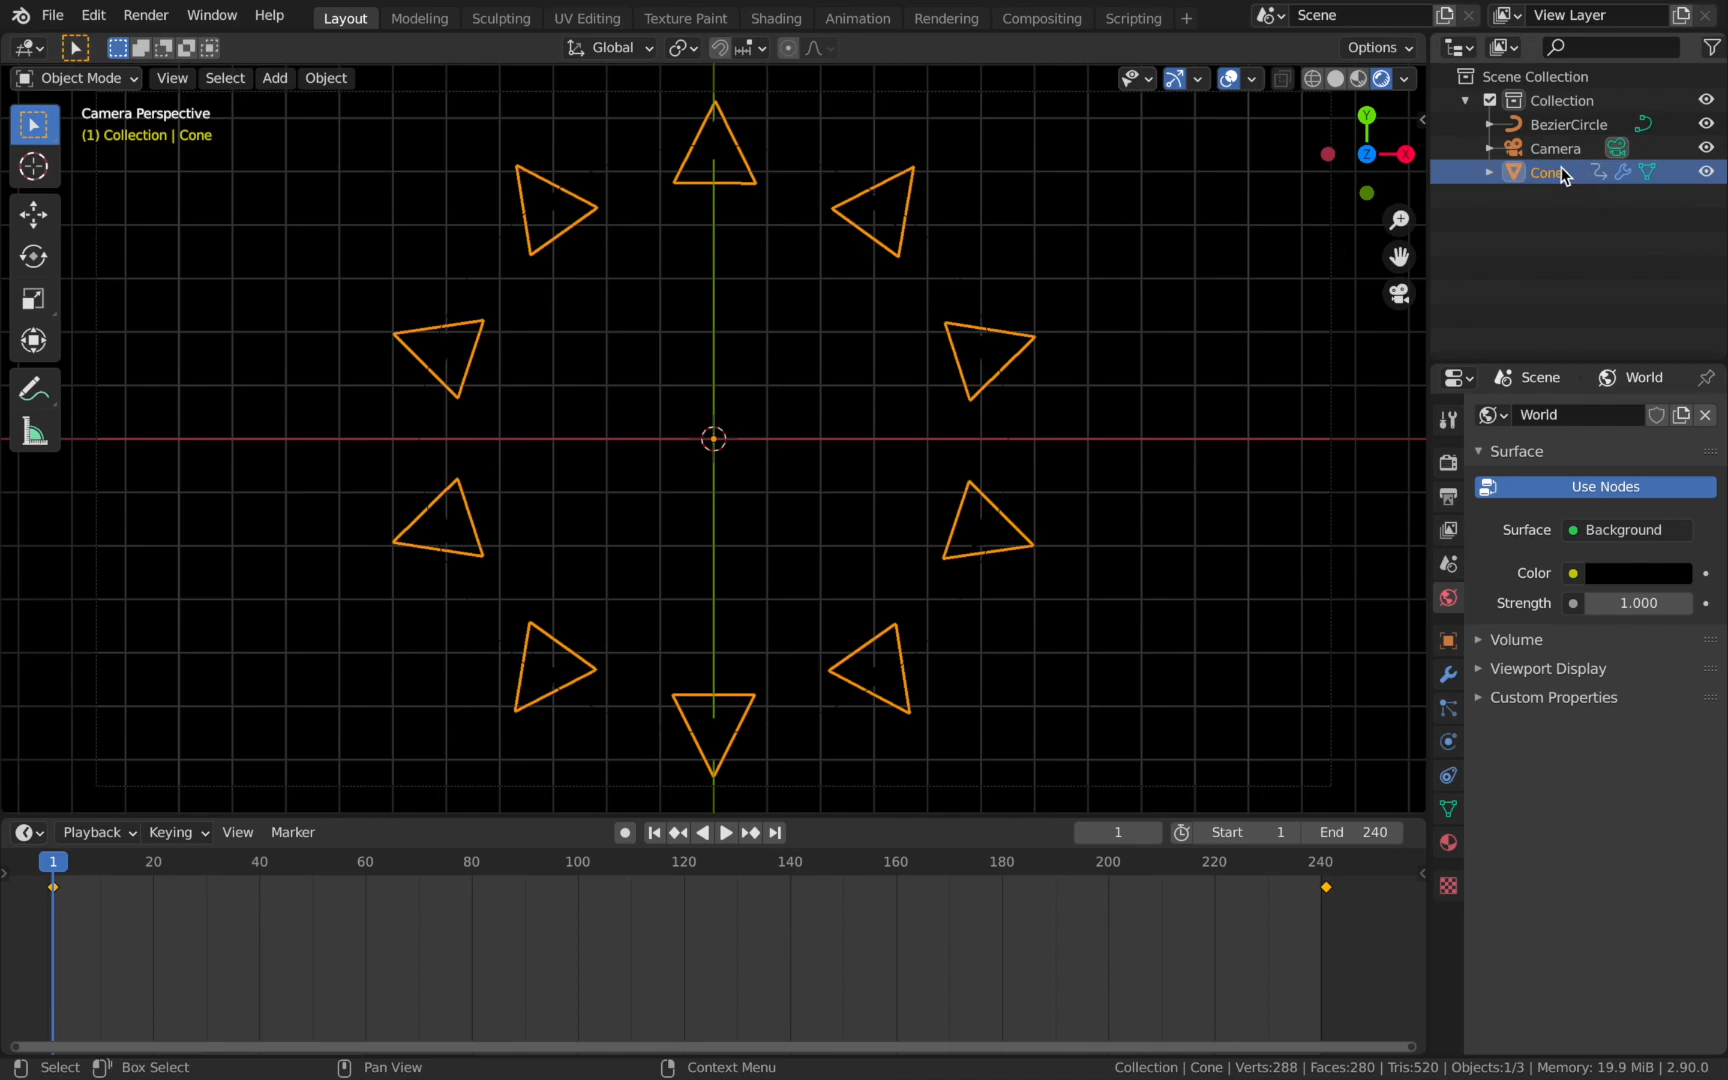 File Edit Render Window Help Layout Modeling Sculpting UV Editing Texture Paint Shading Animation Rendering Compositing Scripting + Scene View Layer
Global Options
Object Mode View Select Add Object
Camera Perspective
(1) Collection | Cone
Y
Z X
Scene Collection
Collection
BezierCircle
Camera
Cone
Scene World
World
Surface
Use Nodes
Surface Background
Color
Strength 1.000
Volume
Viewport Display
Custom Properties
Playback Keying View Marker 1 Start 1 End 240
1 20 40 60 80 100 120 140 160 180 200 220 240
Select Box Select Pan View Context Menu Collection | Cone | Verts:288 | Faces:280 | Tris:520 | Objects:1/3 | Memory: 19.9 MiB | 2.90.0